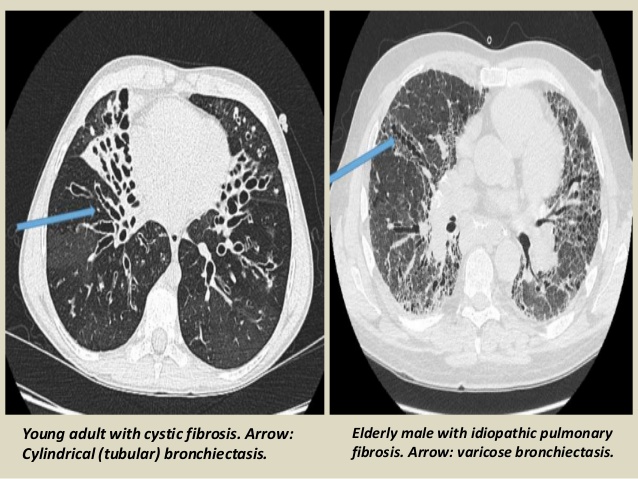 Young adult with cystic fibrosis. Arrow:
Cylindrical (tubular) bronchiectasis.
Elderly male with idiopathic pulmonary
fibrosis. Arrow: varicose bronchiectasis.